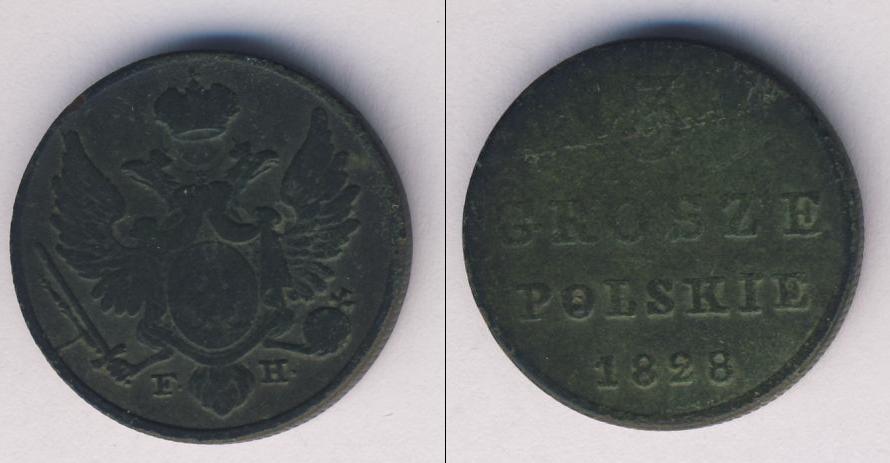 F. H.
3
GROSZE
POLSKIE
1828